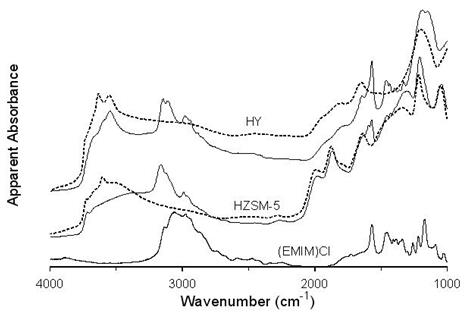 Apparent Absorbance
HY
HZSM-5
(EMIM)Cl
4000 3000 2000 1000
Wavenumber (cm⁻¹)